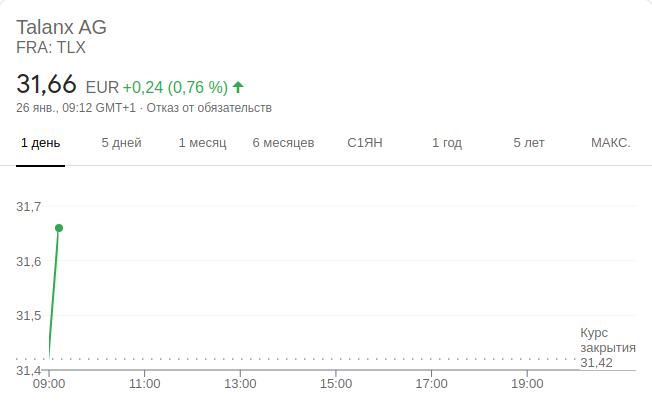 Talanx AG
FRA: TLX
31,66 EUR +0,24 (0,76 %)
26 янв., 09:12 GMT+1 · Отказ от обязательств
1 день 5 дней 1 месяц 6 месяцев С1ЯН 1 год 5 лет МАКС.
31,7
31,6
31,5
Курс
закрытия
31,42
31,4
09:00 11:00 13:00 15:00 17:00 19:00